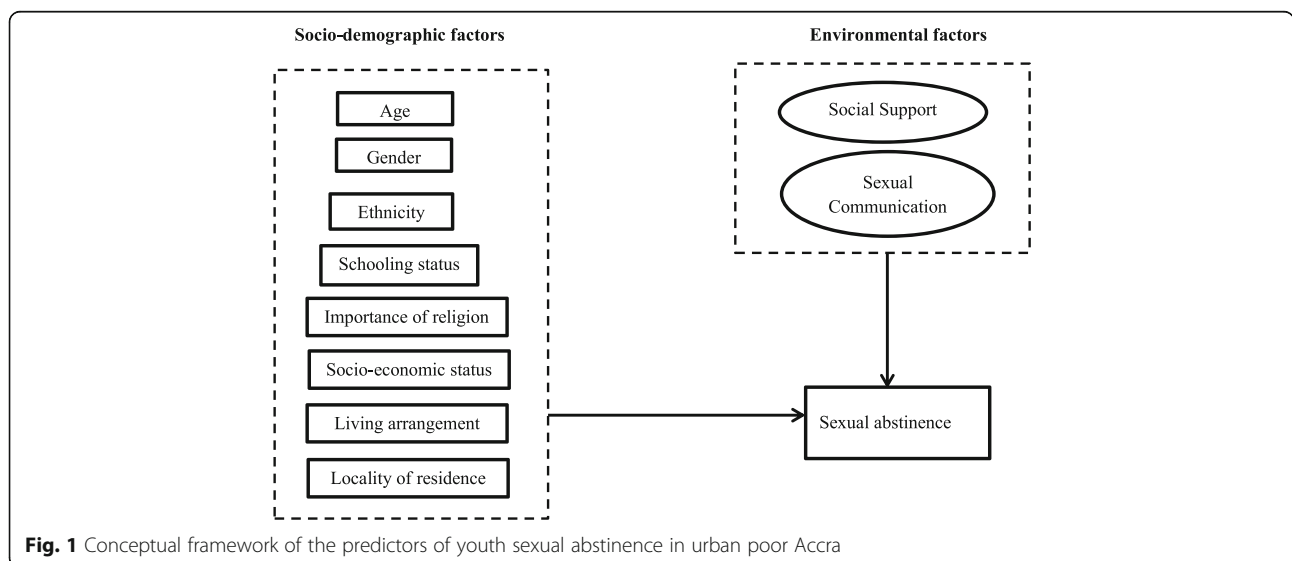 Socio-demographic factors
Age
Gender
Ethnicity
Schooling status
Importance of religion
Socio-economic status
Living arrangement
Locality of residence
Environmental factors
Social Support
Sexual
Communication
Sexual abstinence
Fig. 1 Conceptual framework of the predictors of youth sexual abstinence in urban poor Accra